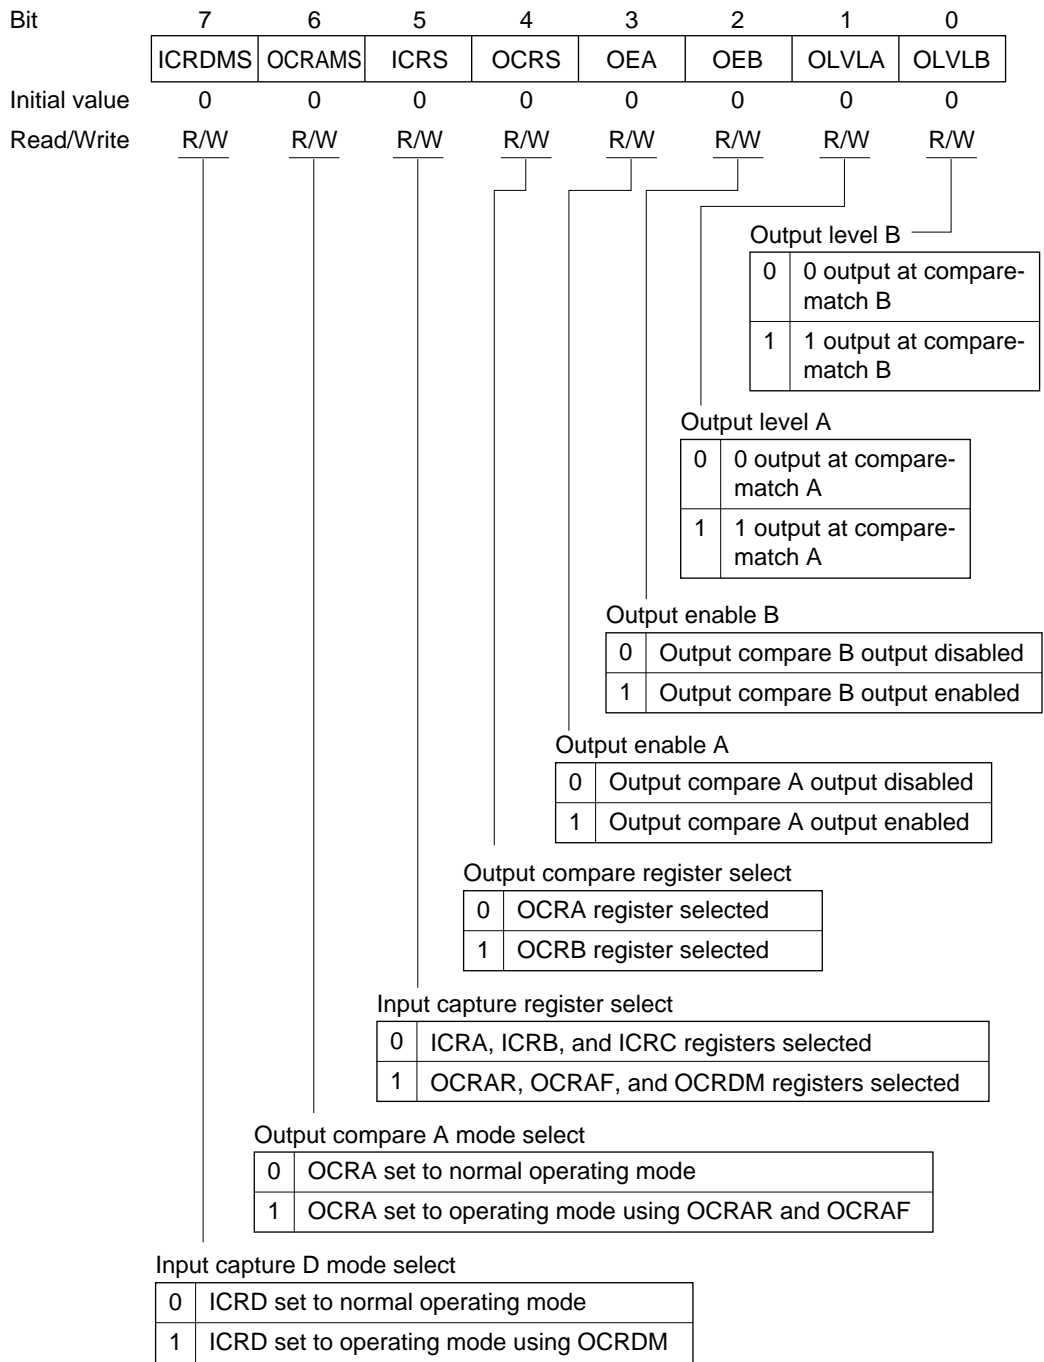 Bit 7 6 5 4 3 2 1 0
ICRDMS OCRAMS ICRS OCRS OEA OEB OLVLA OLVLB
Initial value 0 0 0 0 0 0 0 0
Read/Write R/W R/W R/W R/W R/W R/W R/W R/W
Output level B
0 0 output at compare-
match B
1 1 output at compare-
match B
Output level A
0 0 output at compare-
match A
1 1 output at compare-
match A
Output enable B
0 Output compare B output disabled
1 Output compare B output enabled
Output enable A
0 Output compare A output disabled
1 Output compare A output enabled
Output compare register select
0 OCRA register selected
1 OCRB register selected
Input capture register select
0 ICRA, ICRB, and ICRC registers selected
1 OCRAR, OCRAF, and OCRDM registers selected
Output compare A mode select
0 OCRA set to normal operating mode
1 OCRA set to operating mode using OCRAR and OCRAF
Input capture D mode select
0 ICRD set to normal operating mode
1 ICRD set to operating mode using OCRDM